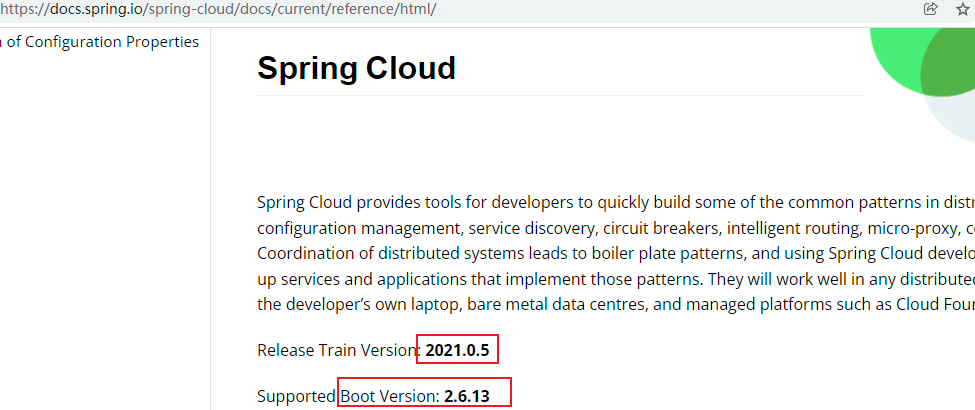 https://docs.spring.io/spring-cloud/docs/current/reference/html/
of Configuration Properties
Spring Cloud
Spring Cloud provides tools for developers to quickly build some of the common patterns in
configuration management, service discovery, circuit breakers, intelligent routing, micro-proxy,
Coordination of distributed systems leads to boiler plate patterns, and using Spring Cloud
up services and applications that implement those patterns. They will work well in any
the developer's own laptop, bare metal data centres, and managed platforms such as Cloud
Release Train Version: 2021.0.5
Supported Boot Version: 2.6.13